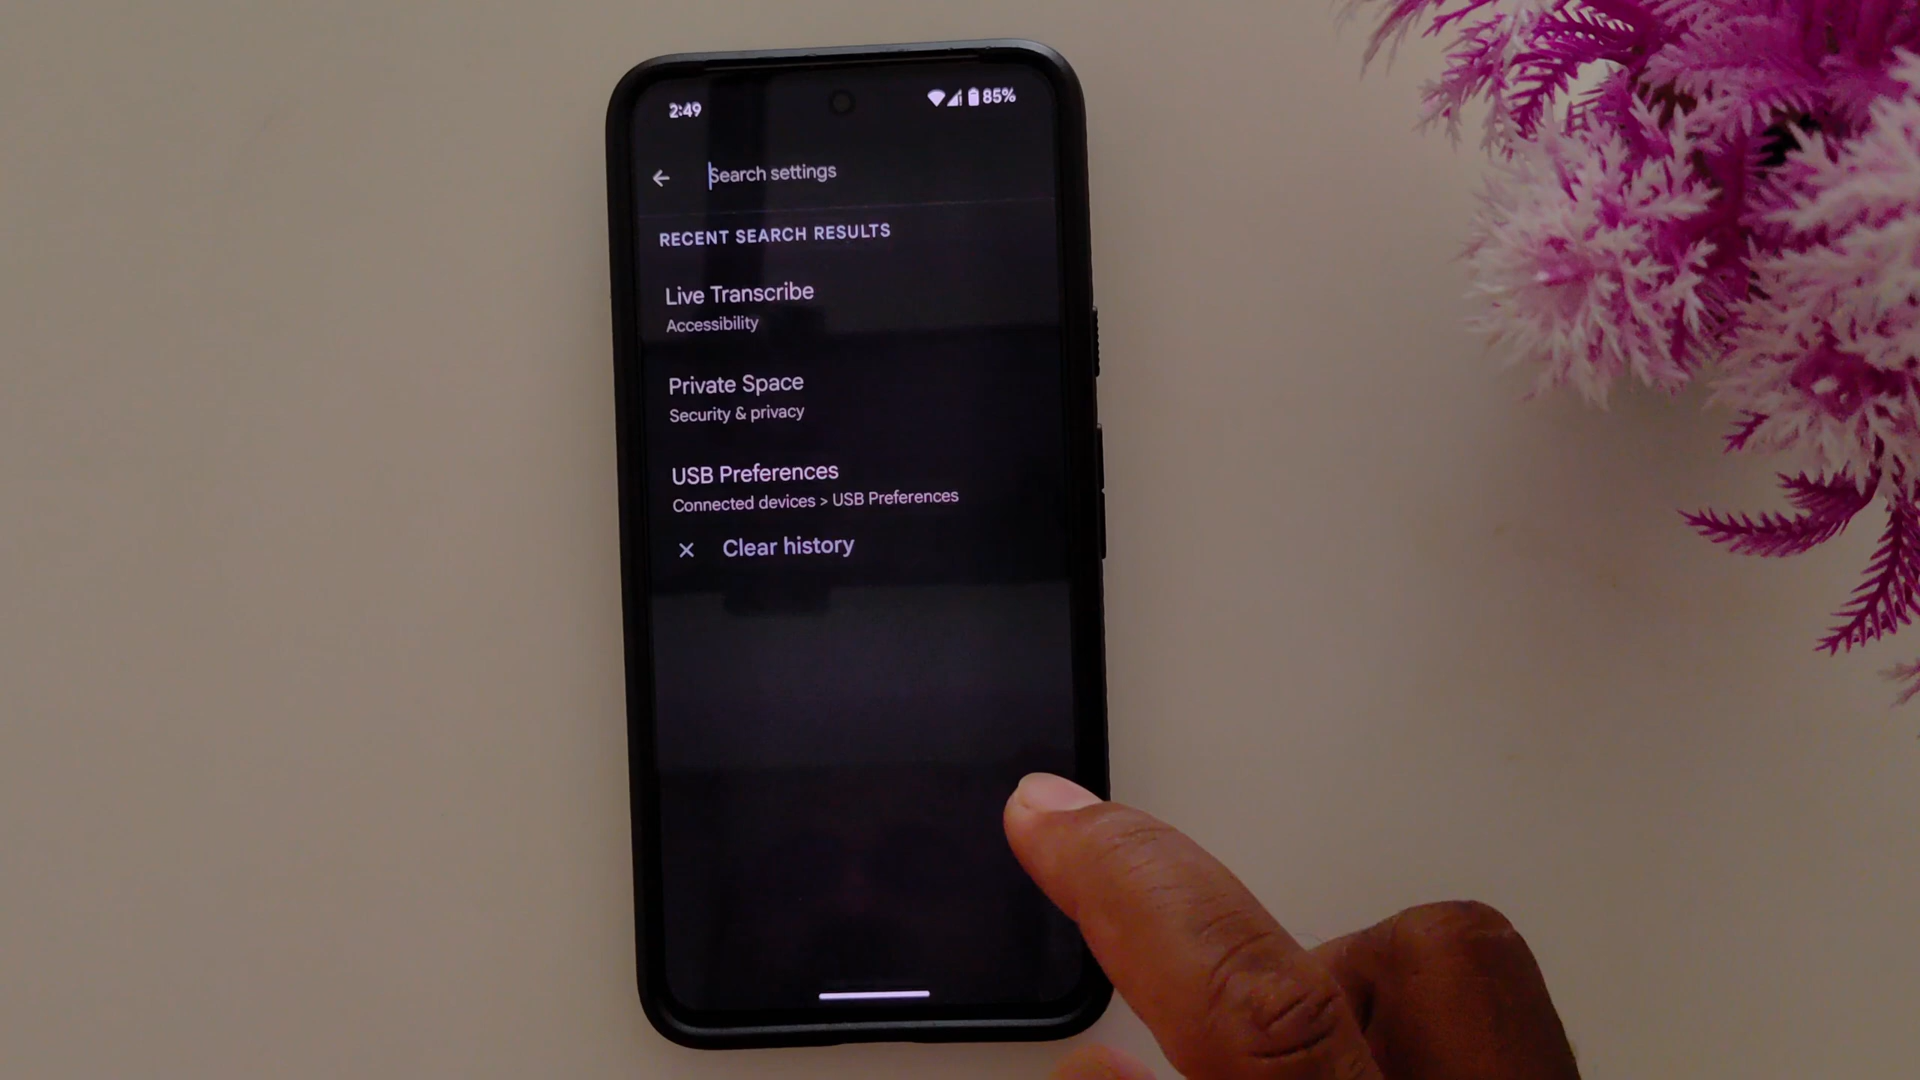 2:49
85%
Search settings
RECENT SEARCH RESULTS
Live Transcribe
Accessibility
Private Space
Security & privacy
USB Preferences
Connected devices > USB Preferences
Clear history